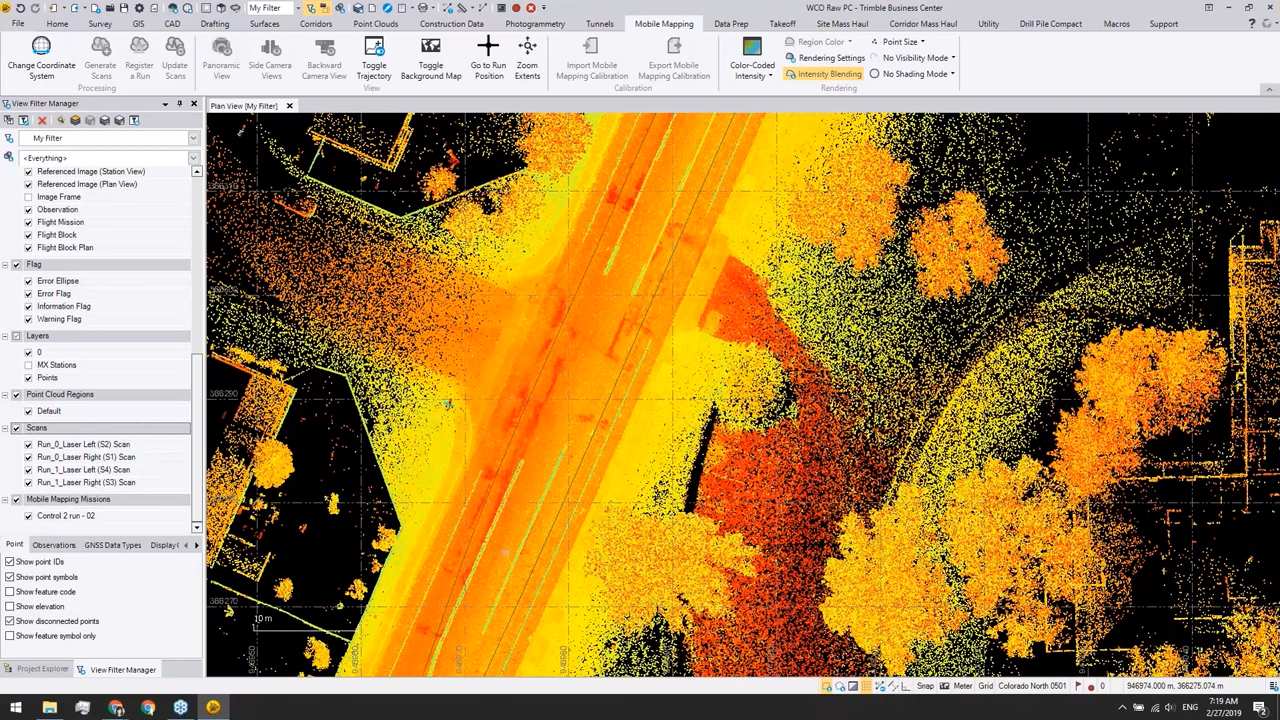 My Filter
WCO Raw PC - Trimble Business Center
File
Home
Survey
GIS
CAD
Drafting
Surfaces
Corridors
Point Clouds
Construction Data
Photogrammetry
Tunnels
Mobile Mapping
Data Prep
Takeoff
Site Mass Haul
Corridor Mass Haul
Utility
Drill Pile Compact
Macros
Support
Change Coordinate System
Generate Scans
Register a Run
Update Scans
Processing
Panoramic View
Side Camera Views
Backward Camera View
Toggle Trajectory
Toggle Background Map
Go to Run Position
Zoom Extents
View
Import Mobile Mapping Calibration
Export Mobile Mapping Calibration
Calibration
Color-Coded Intensity
Region Color
Rendering Settings
Intensity Blending
Point Size
No Visibility Mode
No Shading Mode
Rendering
View Filter Manager
Plan View [My Filter]
My Filter
<Everything>
Referenced Image (Station View)
Referenced Image (Plan View)
Image Frame
Observation
Flight Mission
Flight Block
Flight Block Plan
Flag
Error Ellipse
Error Flag
Information Flag
Warning Flag
Layers
0
MX Stations
Points
Point Cloud Regions
Default
Scans
Run_0_Laser Left (S2) Scan
Run_0_Laser Right (S1) Scan
Run_1_Laser Left (S4) Scan
Run_1_Laser Right (S3) Scan
Mobile Mapping Missions
Control 2 run - 02
Point
Observations
GNSS Data Types
Display
Show point IDs
Show point symbols
Show feature code
Show elevation
Show disconnected points
Show feature symbol only
Project Explorer
View Filter Manager
366290
366270
10 m
Snap
Meter
Grid
Colorado North 0501
0
946974.000 m, 366275.074 m
ENG
7:19 AM
2/27/2019